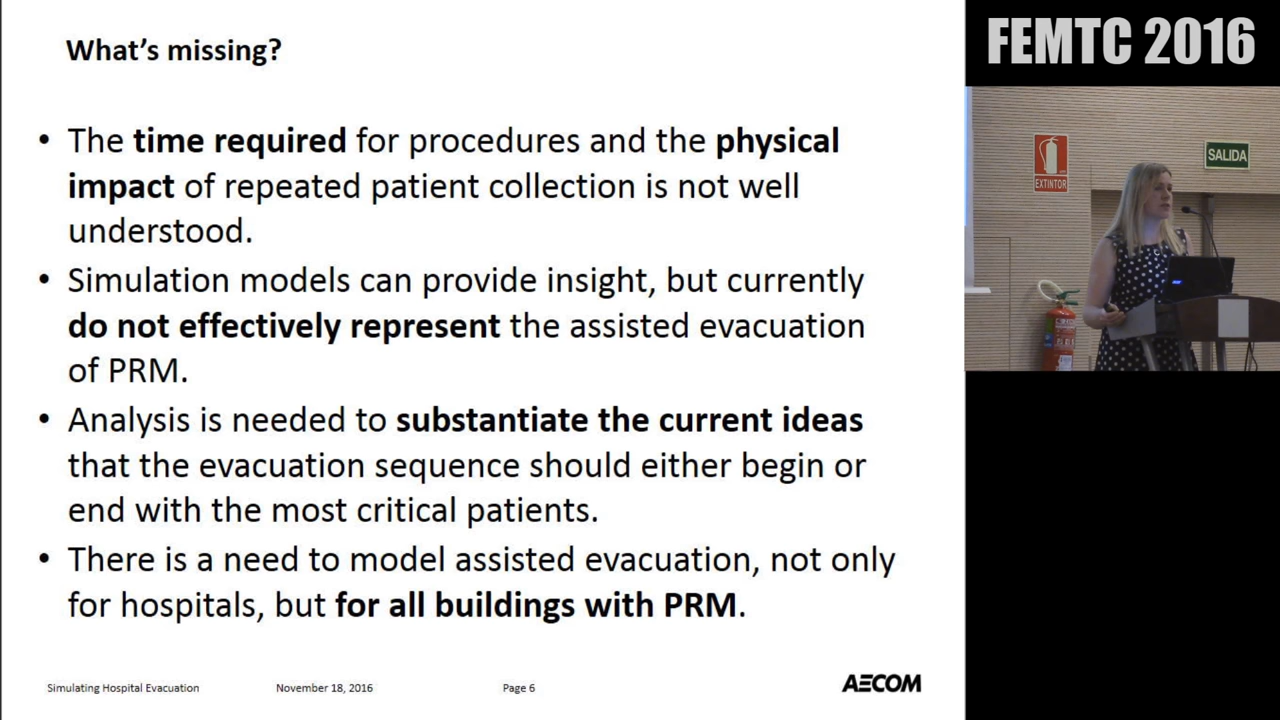 What's missing?
• The time required for procedures and the physical
impact of repeated patient collection is not well
understood.
• Simulation models can provide insight, but currently
do not effectively represent the assisted evacuation
of PRM.
• Analysis is needed to substantiate the current ideas
that the evacuation sequence should either begin or
end with the most critical patients.
• There is a need to model assisted evacuation, not only
for hospitals, but for all buildings with PRM.
Simulating Hospital Evacuation
November 18, 2016
Page 6
AECOM
FEMTC 2016
EXTINTOR
SALIDA